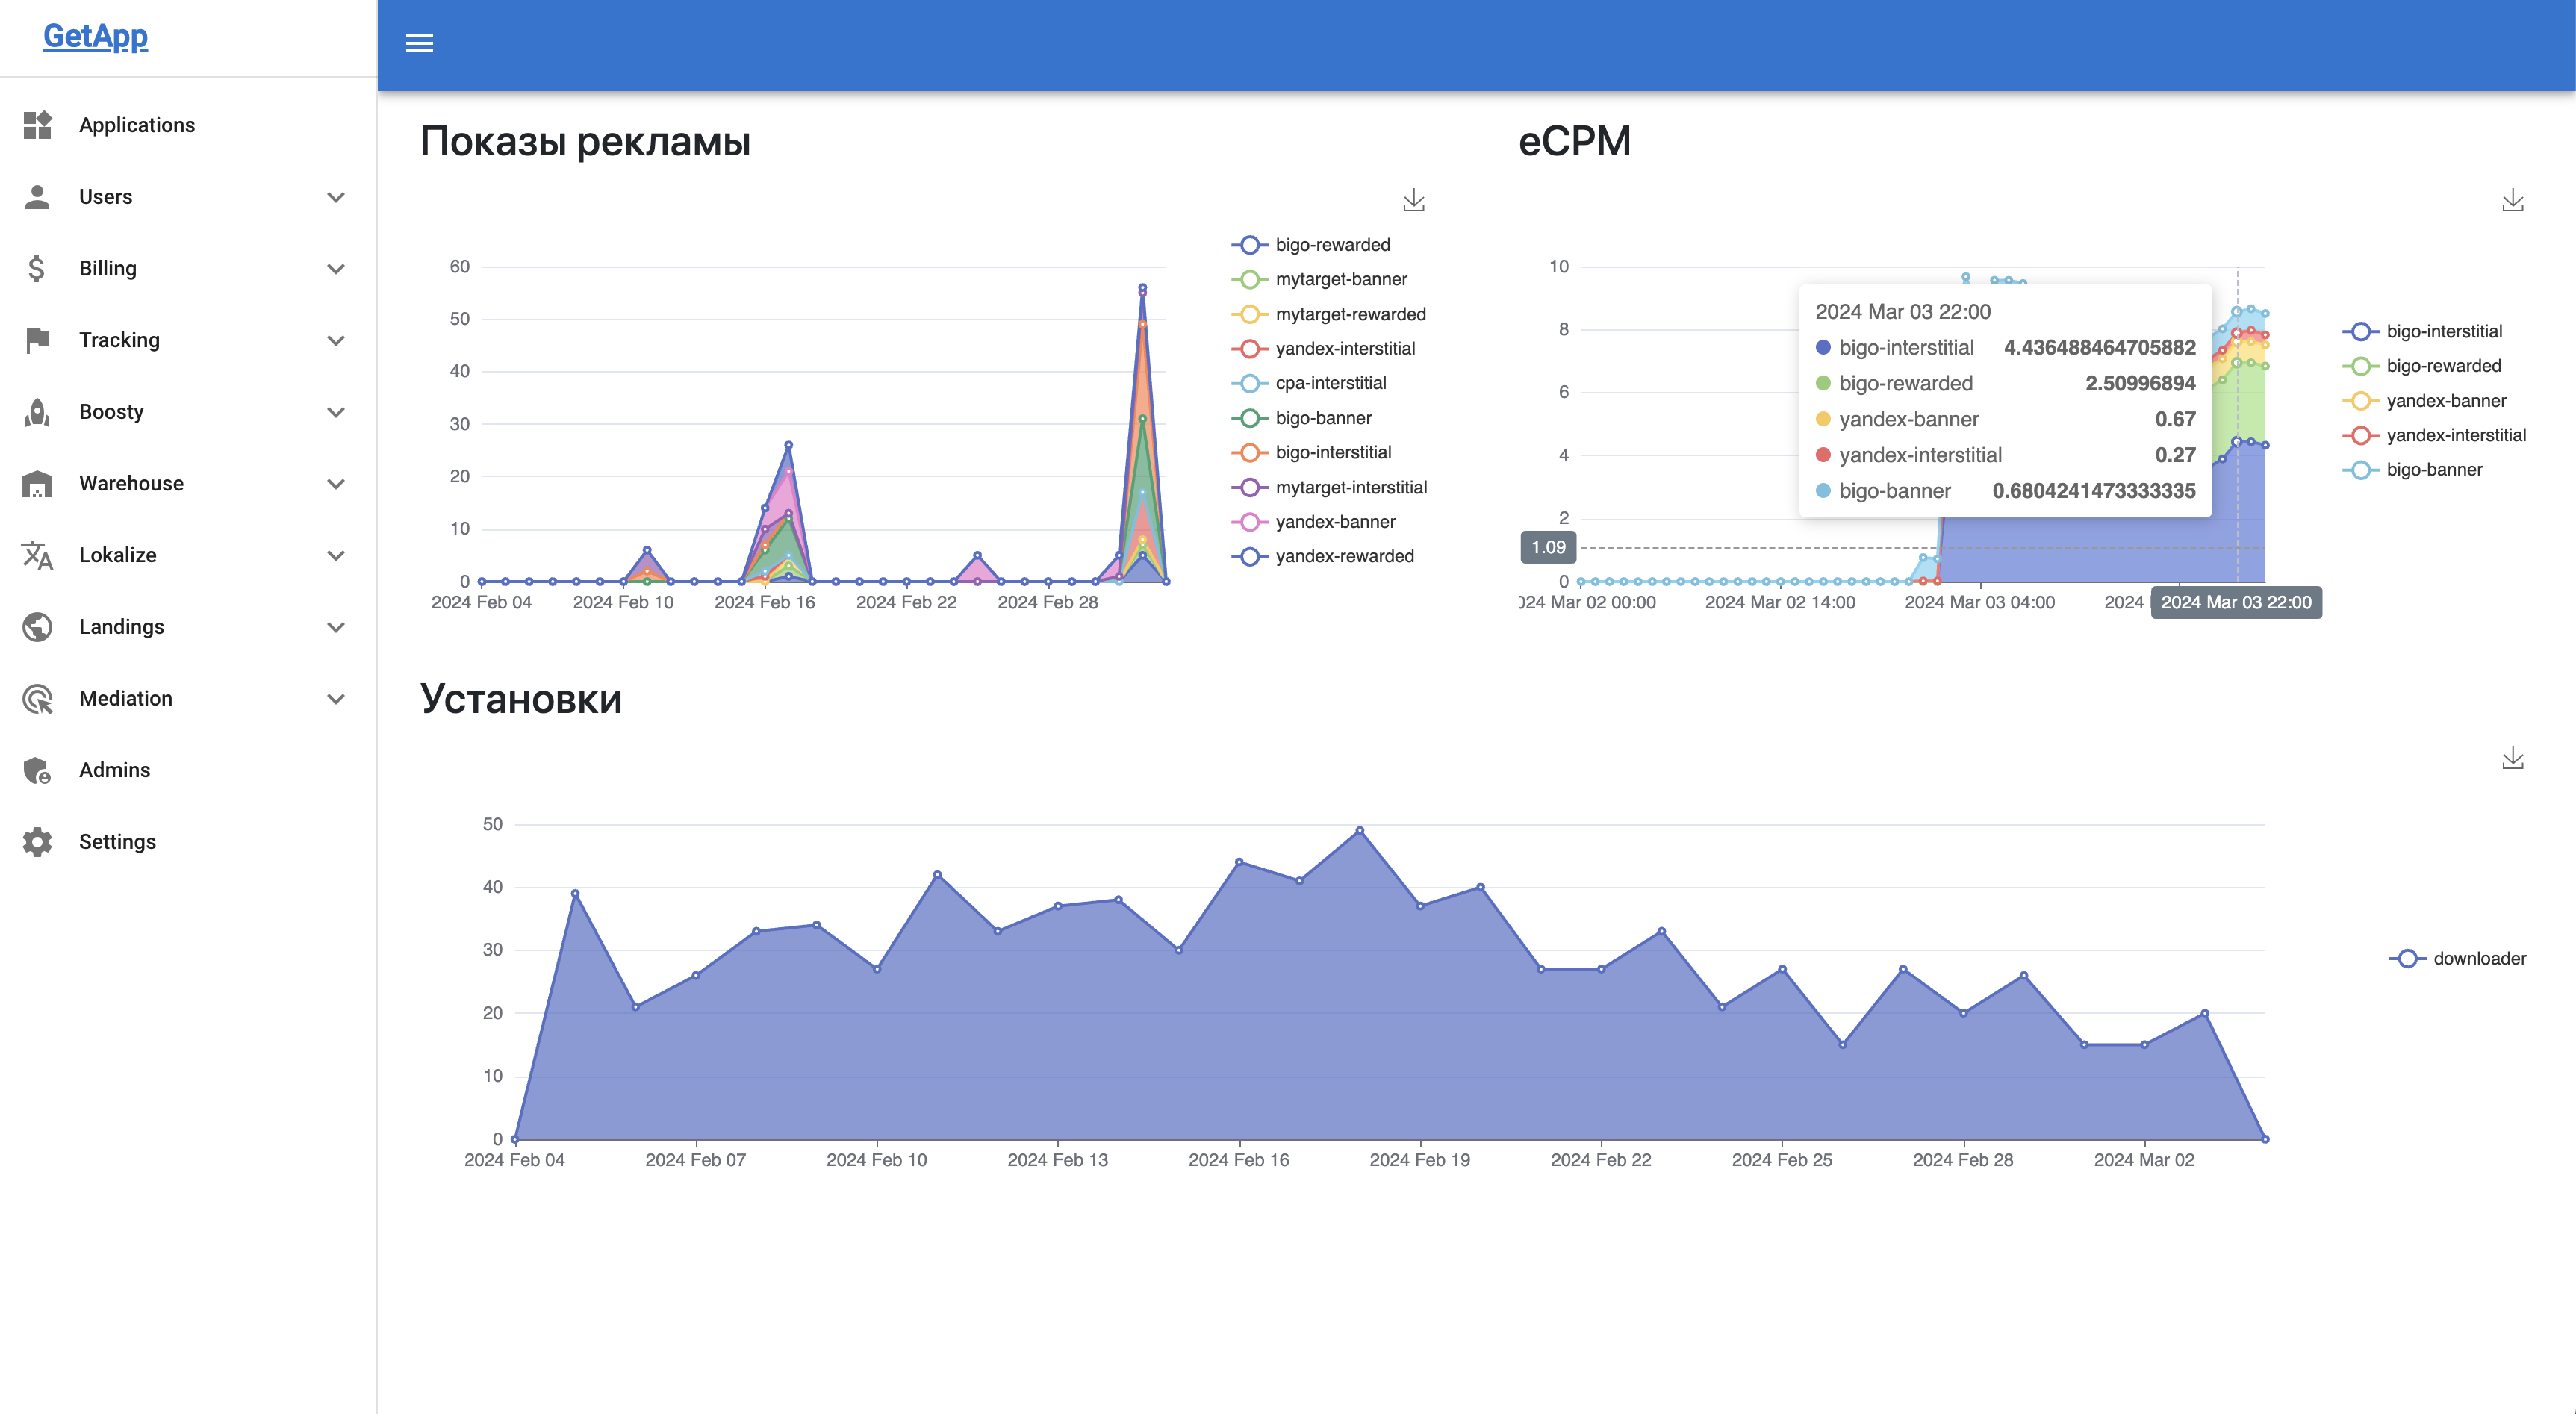 GetApp
Applications
Users
Billing
Tracking
Boosty
Warehouse
Lokalize
Landings
Mediation
Admins
Settings
Показы рекламы
60
50
40
30
20
10
0
2024 Feb 04
2024 Feb 10
2024 Feb 16
2024 Feb 22
2024 Feb 28
bigo-rewarded
mytarget-banner
mytarget-rewarded
yandex-interstitial
cpa-interstitial
bigo-banner
bigo-interstitial
mytarget-interstitial
yandex-banner
yandex-rewarded
eCPM
10
8
6
4
2
0
1.09
2024 Mar 03 22:00
bigo-interstitial 4.436488464705882
bigo-rewarded 2.50996894
yandex-banner 0.67
yandex-interstitial 0.27
bigo-banner 0.6804241473333335
024 Mar 02 00:00
2024 Mar 02 14:00
2024 Mar 03 04:00
2024
2024 Mar 03 22:00
bigo-interstitial
bigo-rewarded
yandex-banner
yandex-interstitial
bigo-banner
Установки
50
40
30
20
10
0
2024 Feb 04
2024 Feb 07
2024 Feb 10
2024 Feb 13
2024 Feb 16
2024 Feb 19
2024 Feb 22
2024 Feb 25
2024 Feb 28
2024 Mar 02
downloader